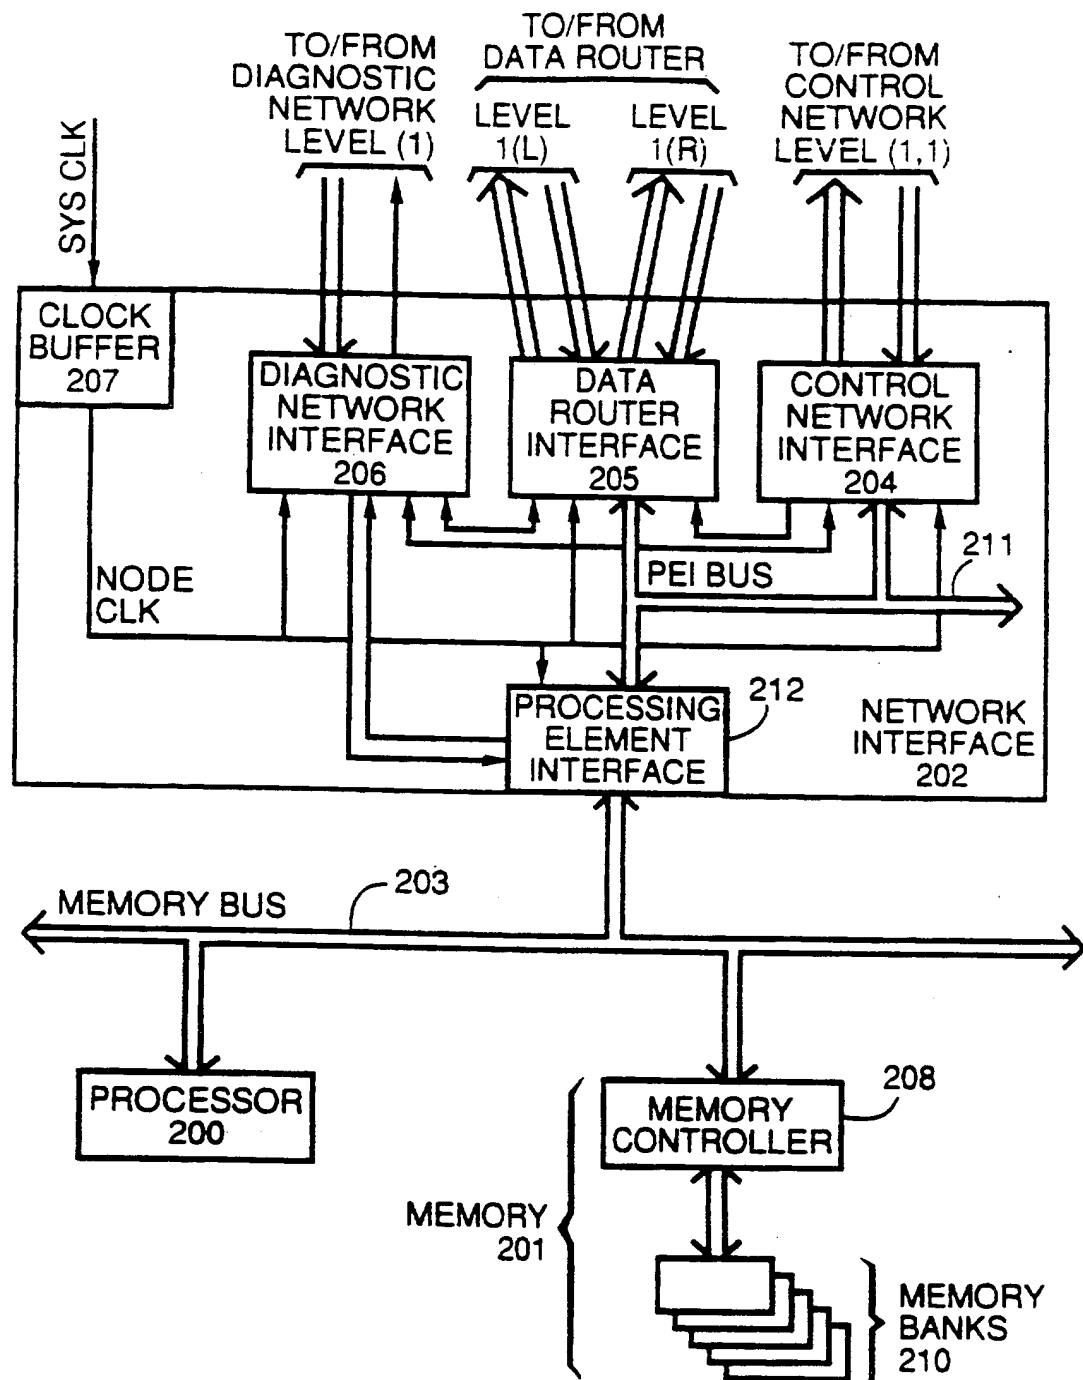 TO/FROM
DIAGNOSTIC
NETWORK
LEVEL (1)
TO/FROM
DATA ROUTER
LEVEL
1(L)
LEVEL
1(R)
TO/FROM
CONTROL
NETWORK
LEVEL (1,1)
SYS CLK
CLOCK
BUFFER
207
DIAGNOSTIC
NETWORK
INTERFACE
206
DATA
ROUTER
INTERFACE
205
CONTROL
NETWORK
INTERFACE
204
211
NODE
CLK
PEI BUS
212
PROCESSING
ELEMENT
INTERFACE
NETWORK
INTERFACE
202
MEMORY BUS
203
PROCESSOR
200
208
MEMORY
CONTROLLER
MEMORY
201
MEMORY
BANKS
210